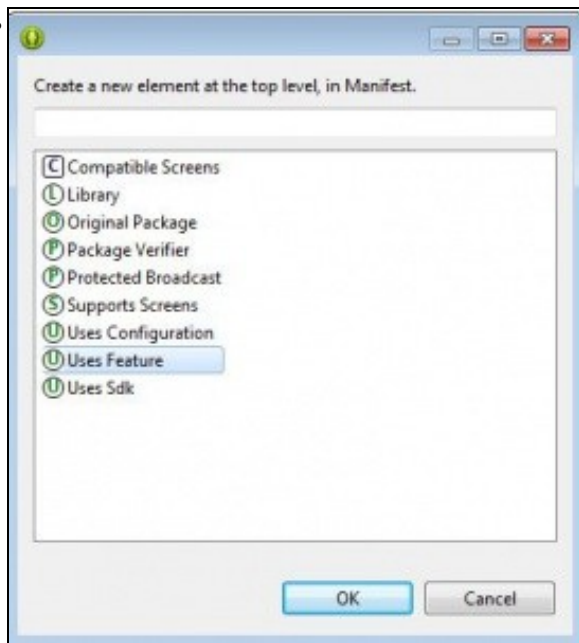 Create a new element at the top level, in Manifest.
C Compatible Screens
L Library
O Original Package
P Package Verifier
P Protected Broadcast
S Supports Screens
U Uses Configuration
U Uses Feature
U Uses Sdk
OK Cancel